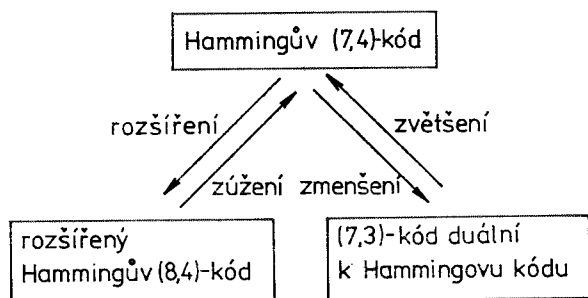 Hammingův (7,4)-kód
rozšíření
zvětšení
zúžení zmenšení
rozšířený
Hammingův (8,4)-kód
(7,3)-kód duální
k Hammingovu kódu